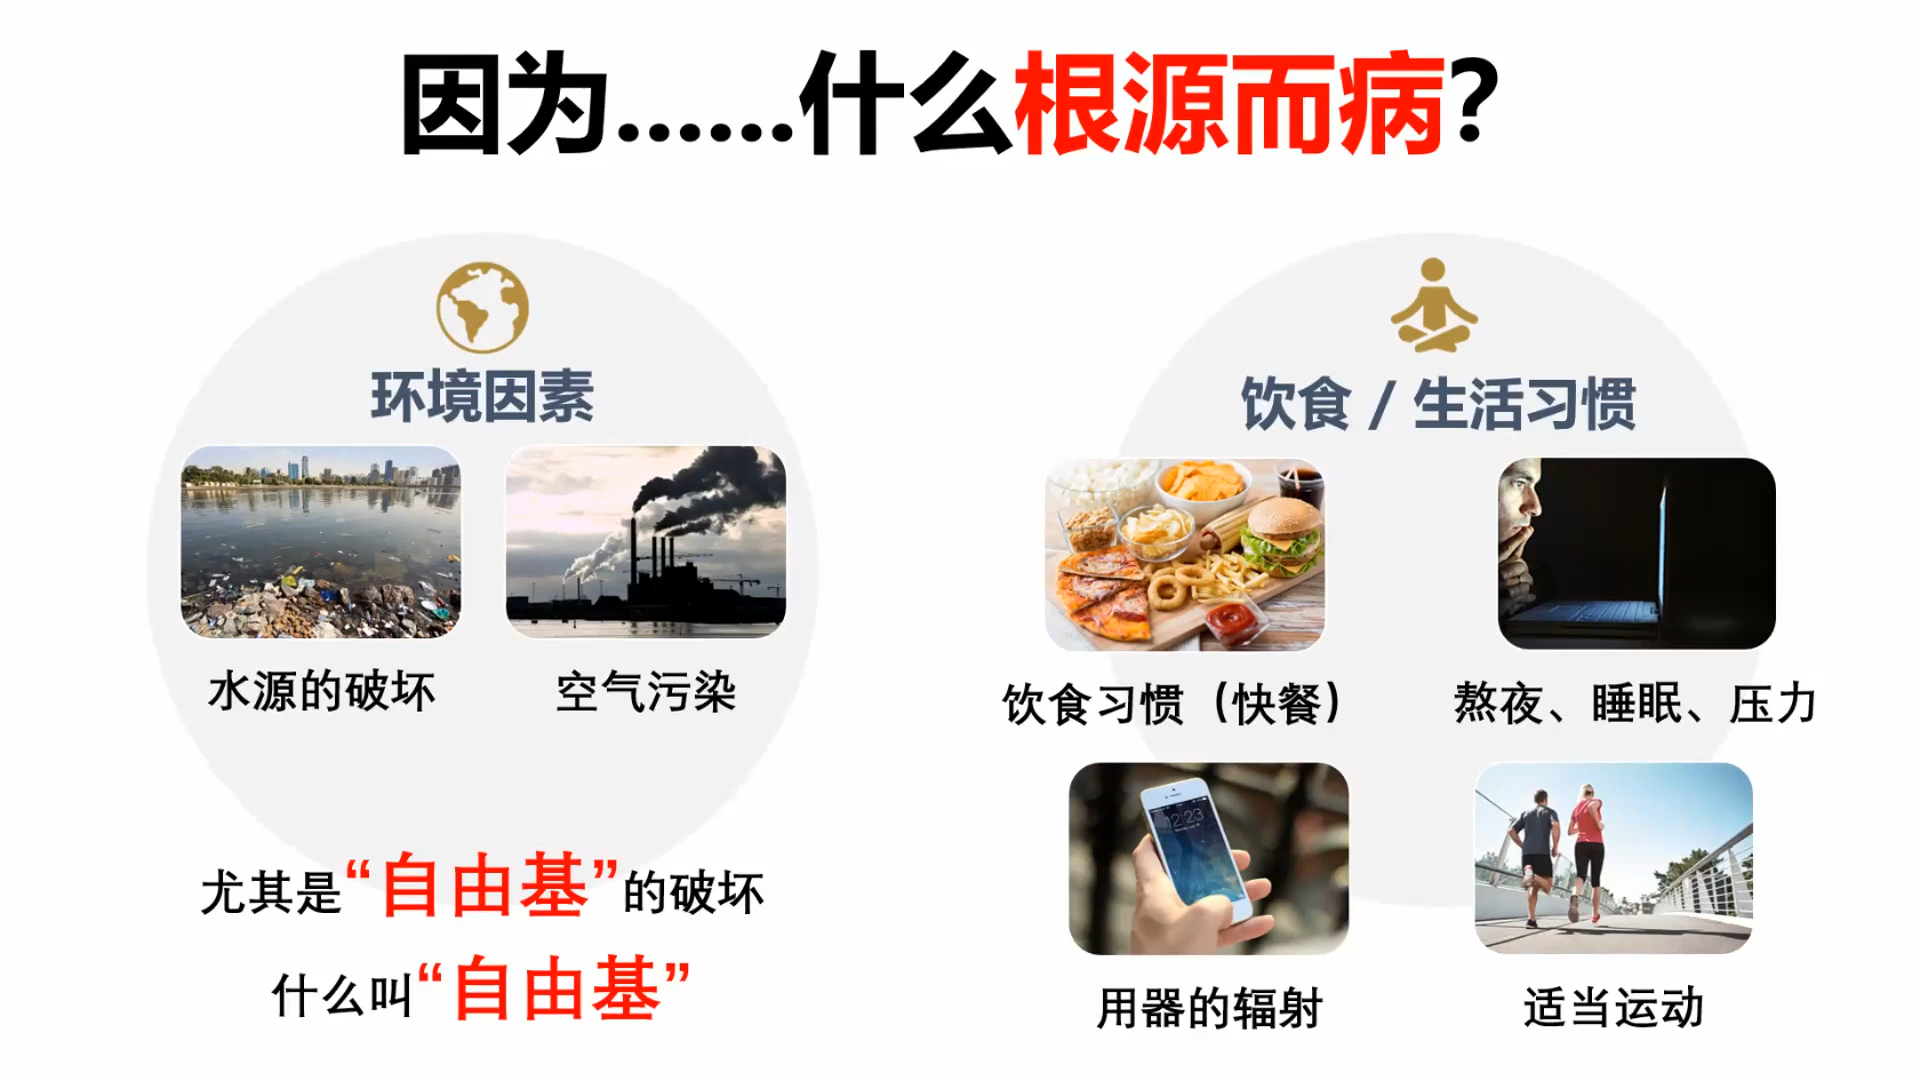 因为……什么根源而病？
环境因素
水源的破坏
空气污染
尤其是“自由基”的破坏
什么叫“自由基”
饮食 / 生活习惯
饮食习惯（快餐）
熬夜、睡眠、压力
12:23
用器的辐射
适当运动